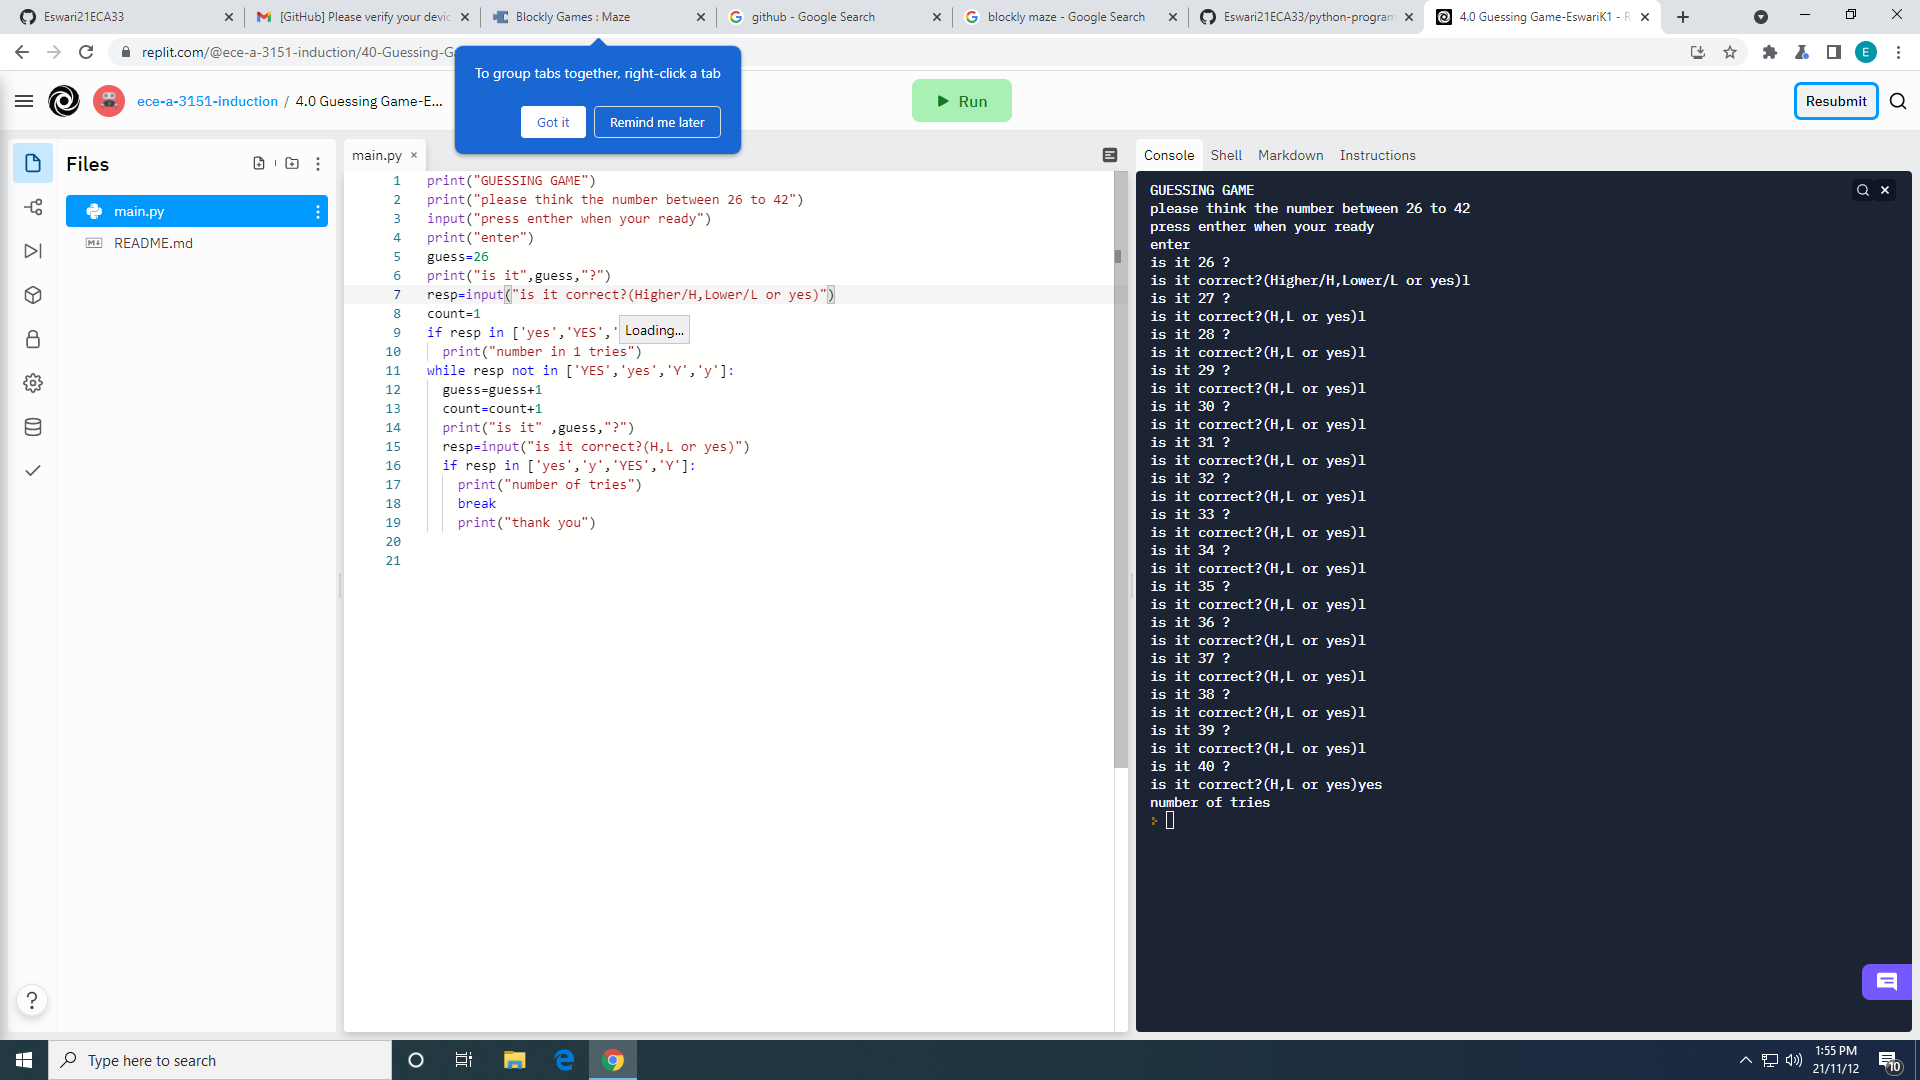 Eswari21ECA33
[GitHub] Please verify your devic
Blockly Games : Maze
github - Google Search
blockly maze - Google Search
Eswari21ECA33/python-program
4.0 Guessing Game-EswariK1 - R
replit.com/@ece-a-3151-induction/40-Guessing-Ga
E
To group tabs together, right-click a tab
Got it
Remind me later
ece-a-3151-induction / 4.0 Guessing Game-E...
Run
Resubmit
Files
main.py
README.md
main.py
1 print("GUESSING GAME")
2 print("please think the number between 26 to 42")
3 input("press enther when your ready")
4 print("enter")
5 guess=26
6 print("is it",guess,"?")
7 resp=input("is it correct?(Higher/H,Lower/L or yes)")
8 count=1
9 if resp in ['yes','YES','
Loading...
10 print("number in 1 tries")
11 while resp not in ['YES','yes','Y','y']:
12 guess=guess+1
13 count=count+1
14 print("is it" ,guess,"?")
15 resp=input("is it correct?(H,L or yes)")
16 if resp in ['yes','y','YES','Y']:
17 print("number of tries")
18 break
19 print("thank you")
20
21
Console Shell Markdown Instructions
GUESSING GAME
please think the number between 26 to 42
press enther when your ready
enter
is it 26 ?
is it correct?(Higher/H,Lower/L or yes)l
is it 27 ?
is it correct?(H,L or yes)l
is it 28 ?
is it correct?(H,L or yes)l
is it 29 ?
is it correct?(H,L or yes)l
is it 30 ?
is it correct?(H,L or yes)l
is it 31 ?
is it correct?(H,L or yes)l
is it 32 ?
is it correct?(H,L or yes)l
is it 33 ?
is it correct?(H,L or yes)l
is it 34 ?
is it correct?(H,L or yes)l
is it 35 ?
is it correct?(H,L or yes)l
is it 36 ?
is it correct?(H,L or yes)l
is it 37 ?
is it correct?(H,L or yes)l
is it 38 ?
is it correct?(H,L or yes)l
is it 39 ?
is it correct?(H,L or yes)l
is it 40 ?
is it correct?(H,L or yes)yes
number of tries
?
Type here to search
1:55 PM
21/11/12
10